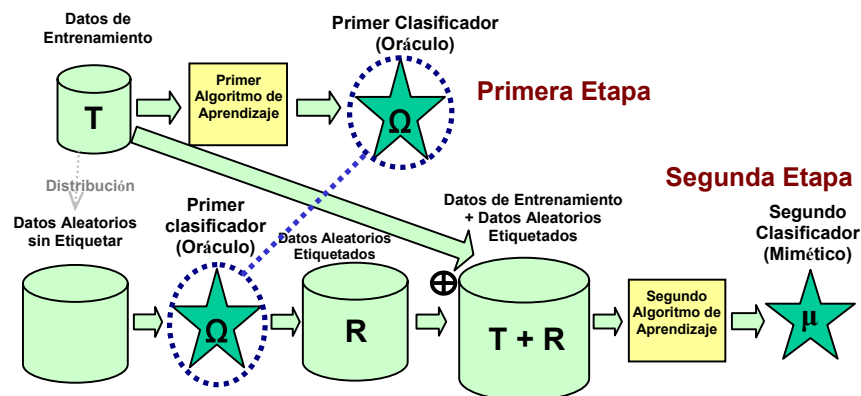 Datos de
Entrenamiento
T
Primer
Algoritmo de
Aprendizaje
Primer Clasificador
(Oráculo)
Ω
Primera Etapa
Distribución
Segunda Etapa
Datos Aleatorios
sin Etiquetar
Primer
clasificador
(Oráculo)
Ω
Datos Aleatorios
Etiquetados
R
Datos de Entrenamiento
+ Datos Aleatorios
Etiquetados
⊕
T + R
Segundo
Algoritmo de
Aprendizaje
Segundo
Clasificador
(Mimético)
μ